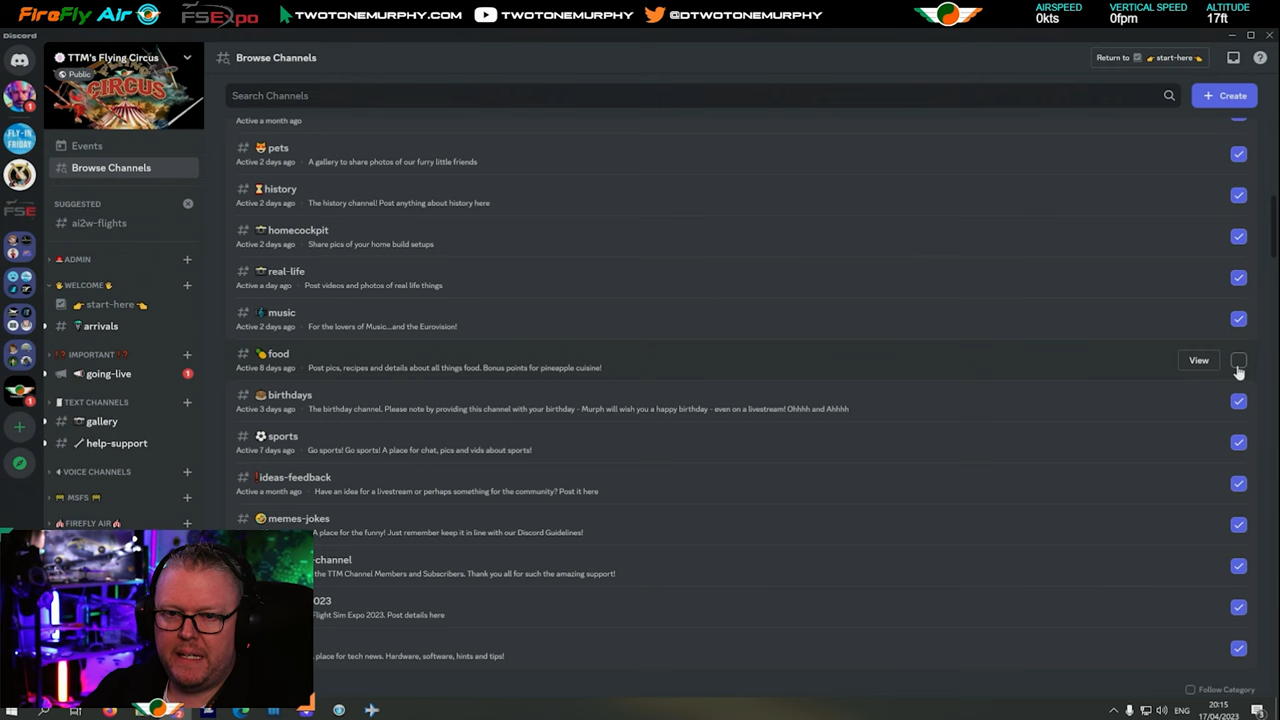 FireFly Air
FSExpo
TWOTONEMURPHY.COM
TWOTONEMURPHY
@DTWOTONEMURPHY
AIRSPEED
0kts
VERTICAL SPEED
0fpm
ALTITUDE
17ft
Discord
TTM's Flying Circus
Public
CIRCUS
Browse Channels
Return to 👉 start-here 👈
Search Channels
+ Create
FLY-IN
FRIDAY
FSE
1
1
Events
Browse Channels
SUGGESTED
ai2w-flights
ADMIN
WELCOME
👉 start-here 👈
arrivals
IMPORTANT
going-live
1
TEXT CHANNELS
gallery
help-support
VOICE CHANNELS
MSFS
FIREFLY AIR
Active a month ago
pets
Active 2 days ago · A gallery to share photos of our furry little friends
history
Active 2 days ago · The history channel! Post anything about history here
homecockpit
Active 2 days ago · Share pics of your home build setups
real-life
Active a day ago · Post videos and photos of real life things
music
Active 2 days ago · For the lovers of Music...and the Eurovision!
food
Active 8 days ago · Post pics, recipes and details about all things food. Bonus points for pineapple cuisine!
View
birthdays
Active 3 days ago · The birthday channel. Please note by providing this channel with your birthday - Murph will wish you a happy birthday - even on a livestream! Ohhhh and Ahhhh
sports
Active 7 days ago · Go sports! Go sports! A place for chat, pics and vids about sports!
ideas-feedback
Active a month ago · Have an idea for a livestream or perhaps something for the community? Post it here
memes-jokes
A place for the funny! Just remember keep it in line with our Discord Guidelines!
-channel
the TTM Channel Members and Subscribers. Thank you all for such the amazing support!
023
Flight Sim Expo 2023. Post details here
place for tech news. Hardware, software, hints and tips!
Follow Category
ENG
20:15
17/04/2023